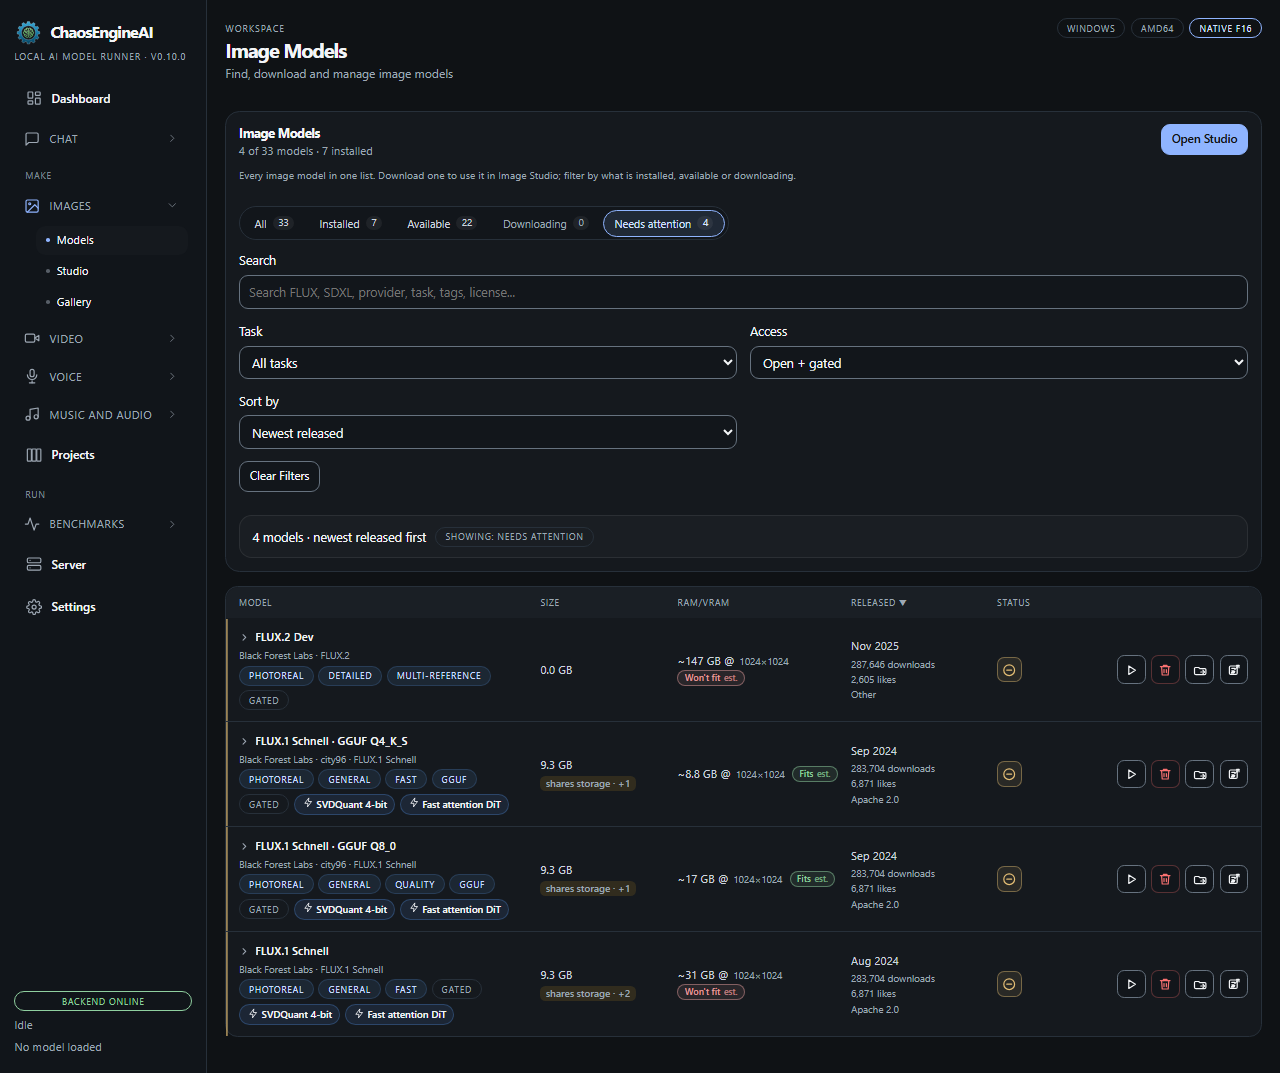 ChaosEngineAI
LOCAL AI MODEL RUNNER · V0.10.0
Dashboard
CHAT
MAKE
IMAGES
Models
Studio
Gallery
VIDEO
VOICE
MUSIC AND AUDIO
Projects
RUN
BENCHMARKS
Server
Settings
BACKEND ONLINE
Idle
No model loaded
WORKSPACE
Image Models
Find, download and manage image models
WINDOWS AMD64 NATIVE F16
Image Models
4 of 33 models · 7 installed
Open Studio
Every image model in one list. Download one to use it in Image Studio; filter by what is installed, available or downloading.
All 33 Installed 7 Available 22 Downloading 0 Needs attention 4
Search
Search FLUX, SDXL, provider, task, tags, license...
Task Access
All tasks Open + gated
Sort by
Newest released
Clear Filters
4 models · newest released first SHOWING: NEEDS ATTENTION
MODEL SIZE RAM/VRAM RELEASED ▼ STATUS
FLUX.2 Dev
Black Forest Labs · FLUX.2
PHOTOREAL DETAILED MULTI-REFERENCE
GATED
0.0 GB
~147 GB @ 1024×1024
Won't fit est.
Nov 2025
287,646 downloads
2,605 likes
Other
FLUX.1 Schnell · GGUF Q4_K_S
Black Forest Labs · city96 · FLUX.1 Schnell
PHOTOREAL GENERAL FAST GGUF
GATED SVDQuant 4-bit Fast attention DiT
9.3 GB
shares storage · +1
~8.8 GB @ 1024×1024 Fits est.
Sep 2024
283,704 downloads
6,871 likes
Apache 2.0
FLUX.1 Schnell · GGUF Q8_0
Black Forest Labs · city96 · FLUX.1 Schnell
PHOTOREAL GENERAL QUALITY GGUF
GATED SVDQuant 4-bit Fast attention DiT
9.3 GB
shares storage · +1
~17 GB @ 1024×1024 Fits est.
Sep 2024
283,704 downloads
6,871 likes
Apache 2.0
FLUX.1 Schnell
Black Forest Labs · FLUX.1 Schnell
PHOTOREAL GENERAL FAST GATED
SVDQuant 4-bit Fast attention DiT
9.3 GB
shares storage · +2
~31 GB @ 1024×1024
Won't fit est.
Aug 2024
283,704 downloads
6,871 likes
Apache 2.0